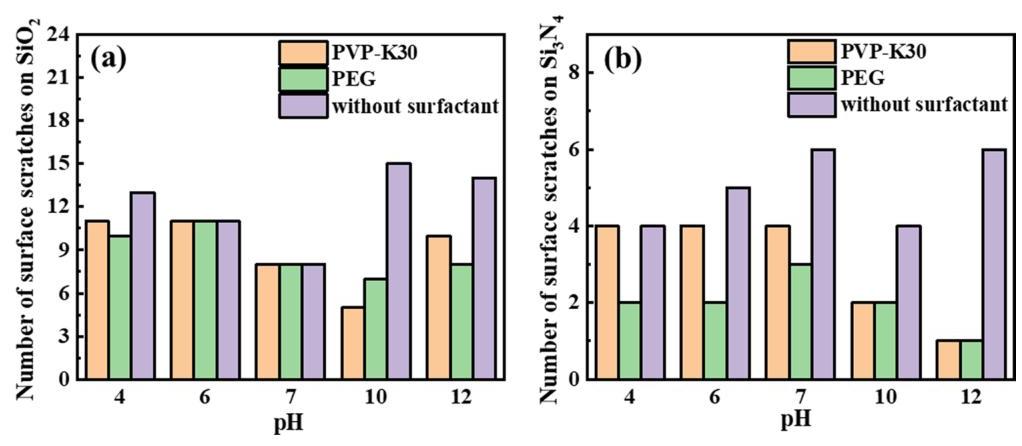 Number of surface scratches on SiO2
24
21
18
15
12
9
6
3
0
(a)
PVP-K30
PEG
without surfactant
4 6 7 10 12
pH
Number of surface scratches on Si3N4
8
6
4
2
0
(b)
PVP-K30
PEG
without surfactant
4 6 7 10 12
pH